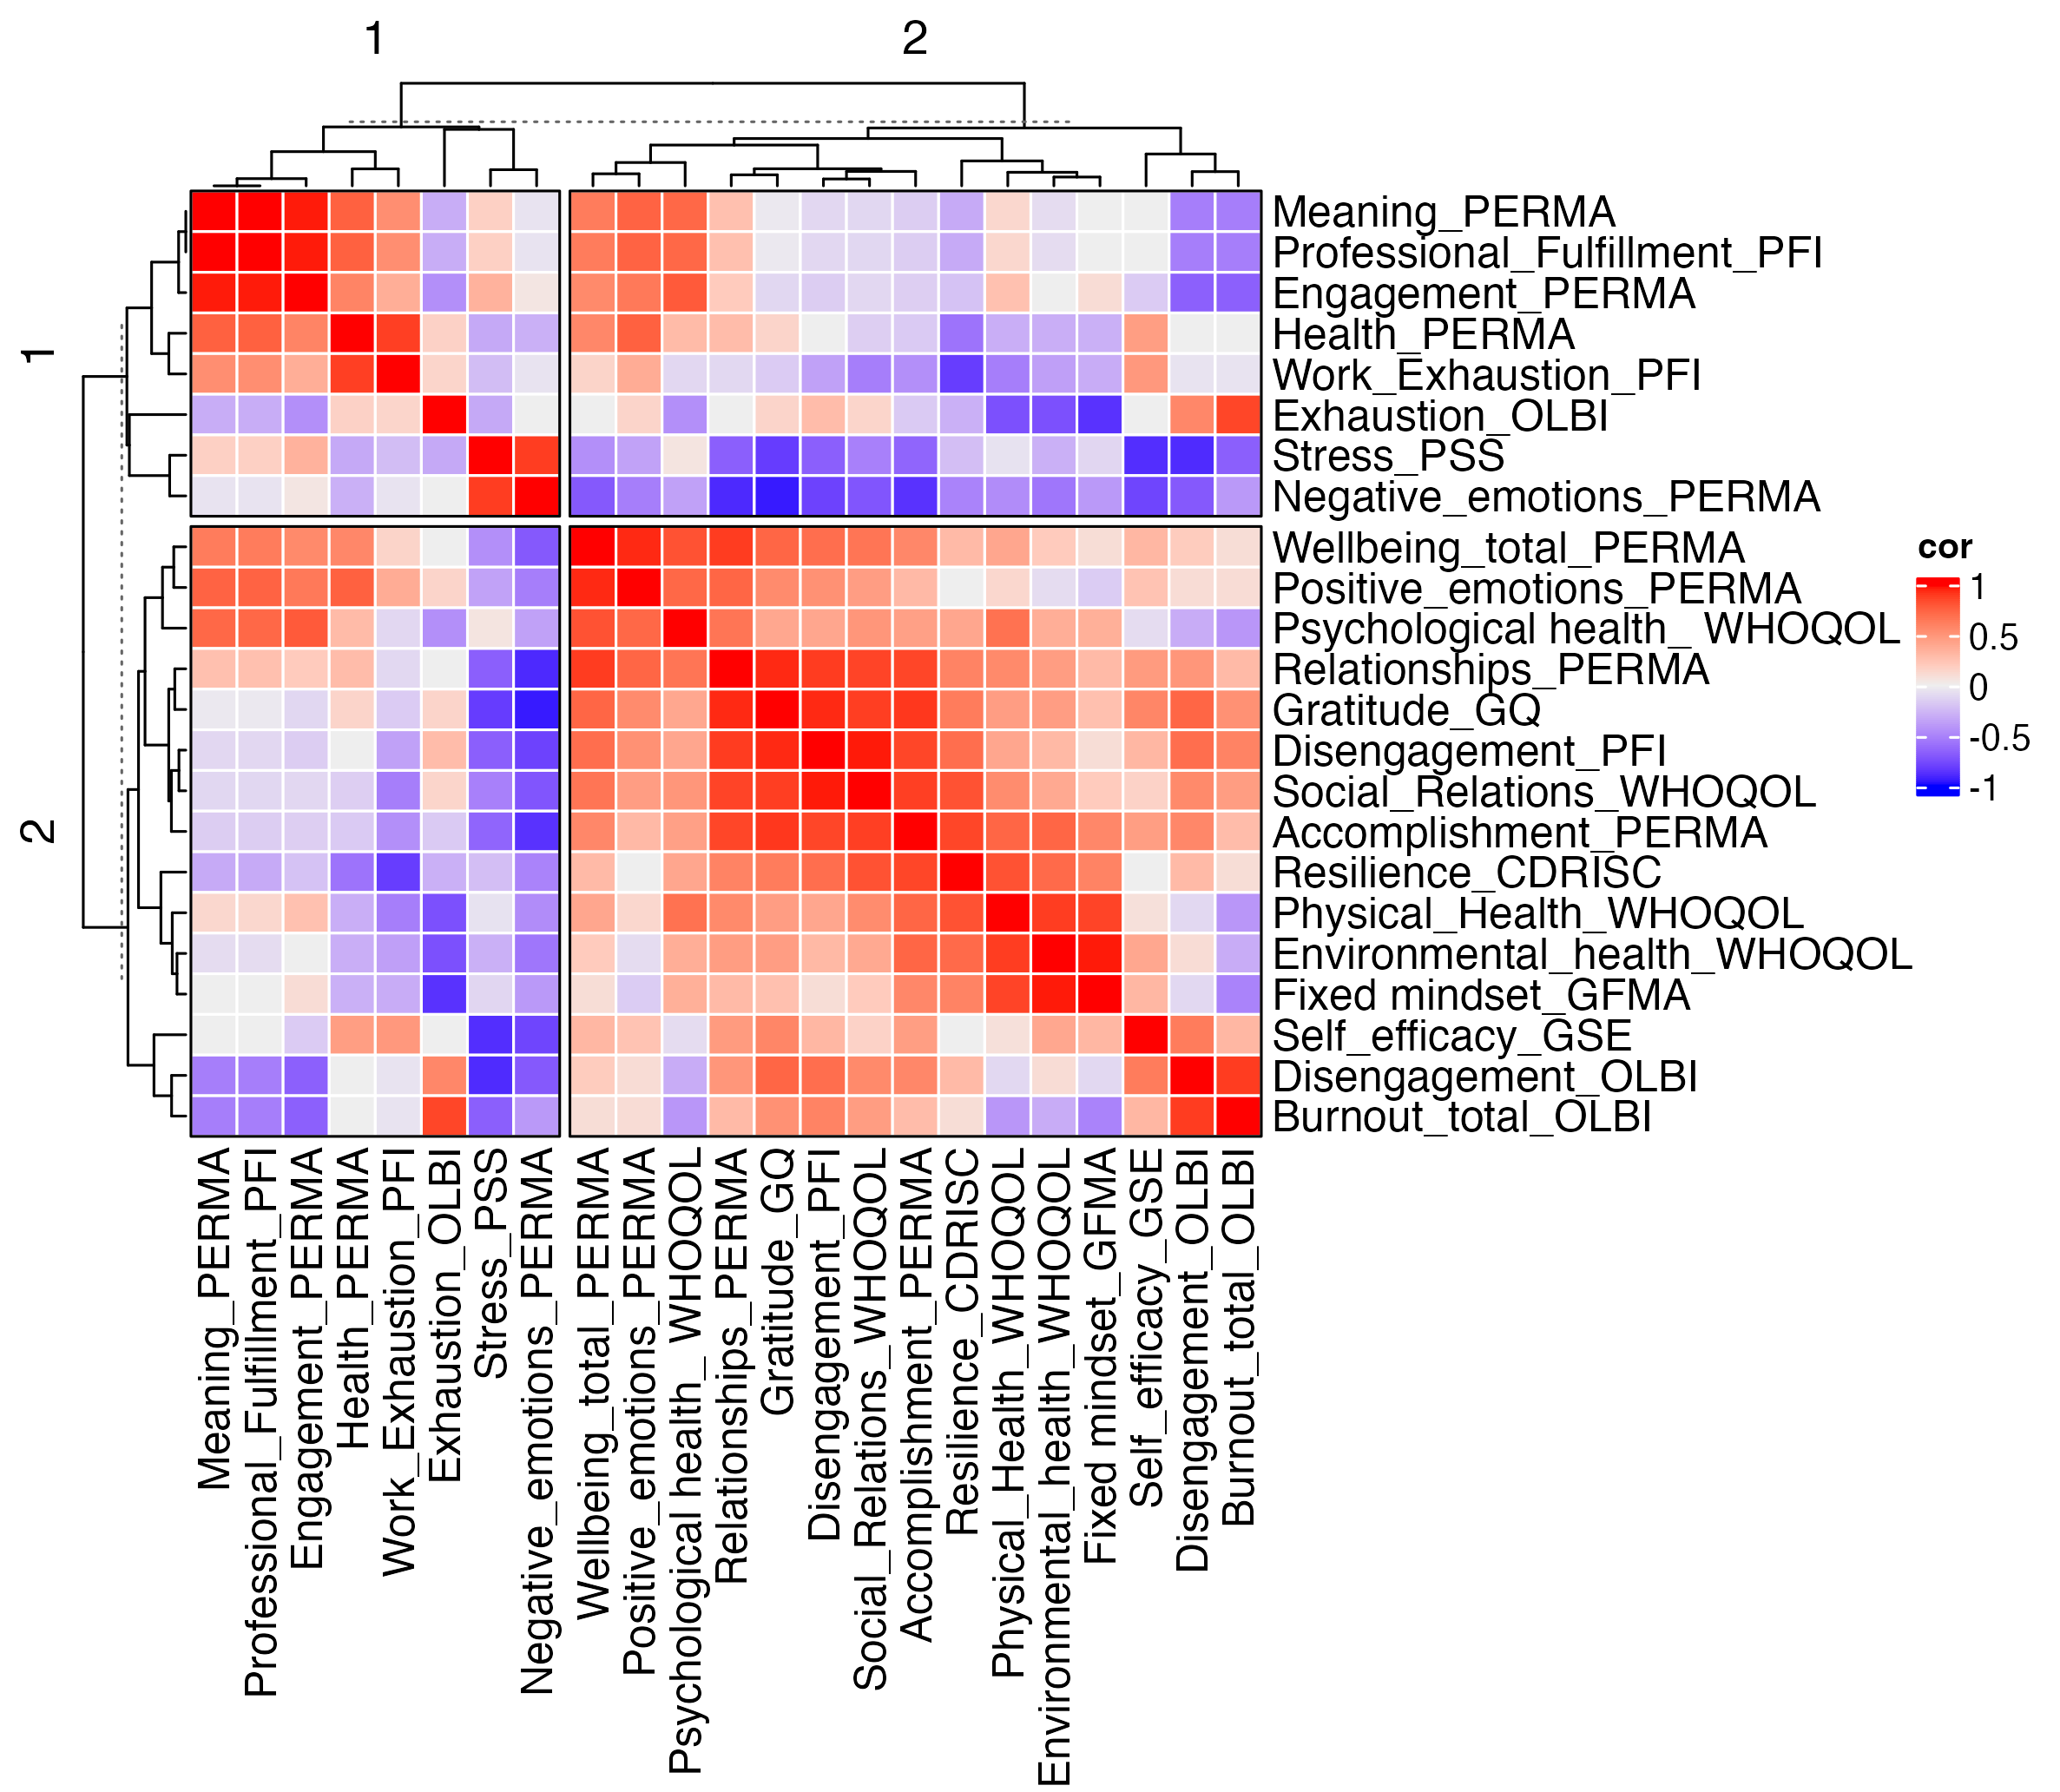 1
2
1
2
Meaning_PERMA
Professional_Fulfillment_PFI
Engagement_PERMA
Health_PERMA
Work_Exhaustion_PFI
Exhaustion_OLBI
Stress_PSS
Negative_emotions_PERMA
Wellbeing_total_PERMA
Positive_emotions_PERMA
Psychological health_ WHOQOL
Relationships_PERMA
Gratitude_GQ
Disengagement_PFI
Social_Relations_WHOQOL
Accomplishment_PERMA
Resilience_CDRISC
Physical_Health_WHOQOL
Environmental_health_WHOQOL
Fixed mindset_GFMA
Self_efficacy_GSE
Disengagement_OLBI
Burnout_total_OLBI
cor
1
0.5
0
-0.5
-1
Meaning_PERMA
Professional_Fulfillment_PFI
Engagement_PERMA
Health_PERMA
Work_Exhaustion_PFI
Exhaustion_OLBI
Stress_PSS
Negative_emotions_PERMA
Wellbeing_total_PERMA
Positive_emotions_PERMA
Psychological health_ WHOQOL
Relationships_PERMA
Gratitude_GQ
Disengagement_PFI
Social_Relations_WHOQOL
Accomplishment_PERMA
Resilience_CDRISC
Physical_Health_WHOQOL
Environmental_health_WHOQOL
Fixed mindset_GFMA
Self_efficacy_GSE
Disengagement_OLBI
Burnout_total_OLBI